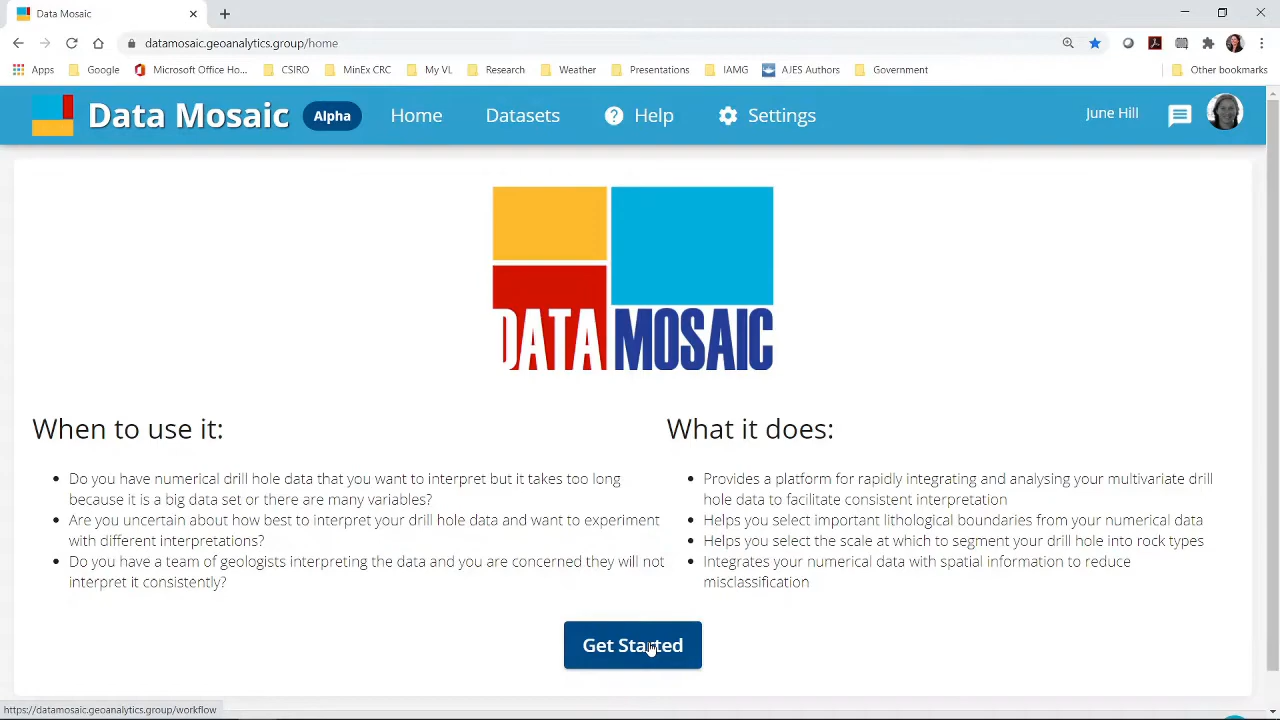 Data Mosaic
datamosaic.geoanalytics.group/home
Apps Google Microsoft Office Ho... CSIRO MinEx CRC My VL Research Weather Presentations IAMG AJES Authors Government Other bookmarks
Data Mosaic Alpha Home Datasets ? Help Settings June Hill
DATA MOSAIC
When to use it:
• Do you have numerical drill hole data that you want to interpret but it takes too long
because it is a big data set or there are many variables?
• Are you uncertain about how best to interpret your drill hole data and want to experiment
with different interpretations?
• Do you have a team of geologists interpreting the data and you are concerned they will not
interpret it consistently?
What it does:
• Provides a platform for rapidly integrating and analysing your multivariate drill
hole data to facilitate consistent interpretation
• Helps you select important lithological boundaries from your numerical data
• Helps you select the scale at which to segment your drill hole into rock types
• Integrates your numerical data with spatial information to reduce
misclassification
Get Started
https://datamosaic.geoanalytics.group/workflow